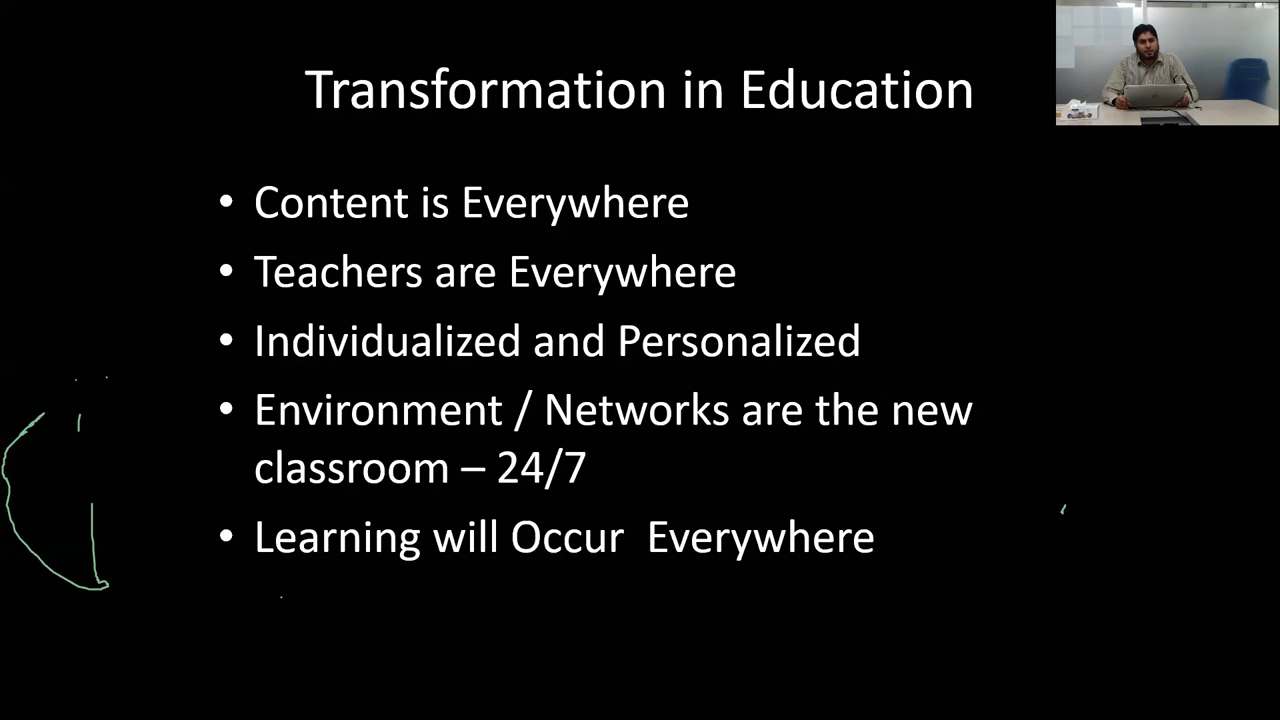 Transformation in Education
• Content is Everywhere
• Teachers are Everywhere
• Individualized and Personalized
• Environment / Networks are the new
classroom – 24/7
• Learning will Occur  Everywhere